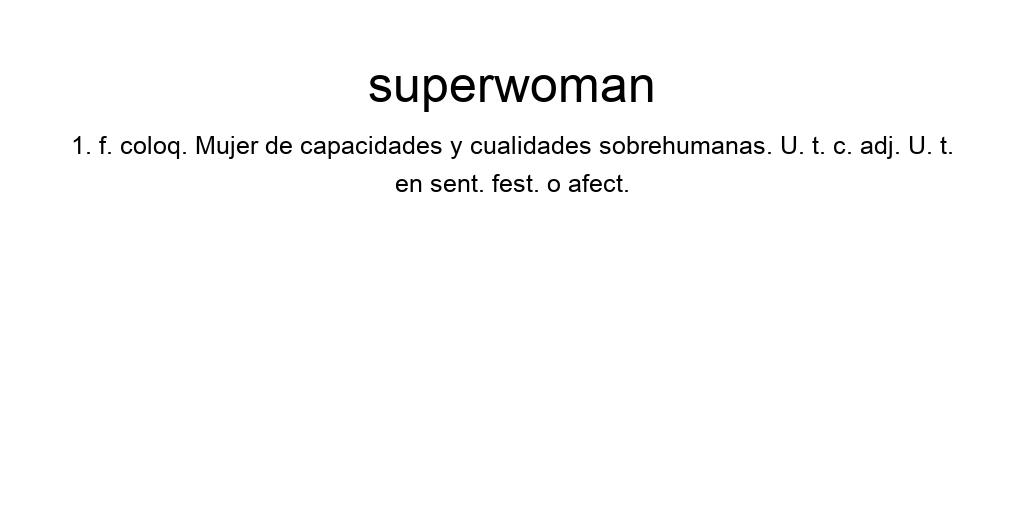 superwoman
1. f. coloq. Mujer de capacidades y cualidades sobrehumanas. U. t. c. adj. U. t.
en sent. fest. o afect.